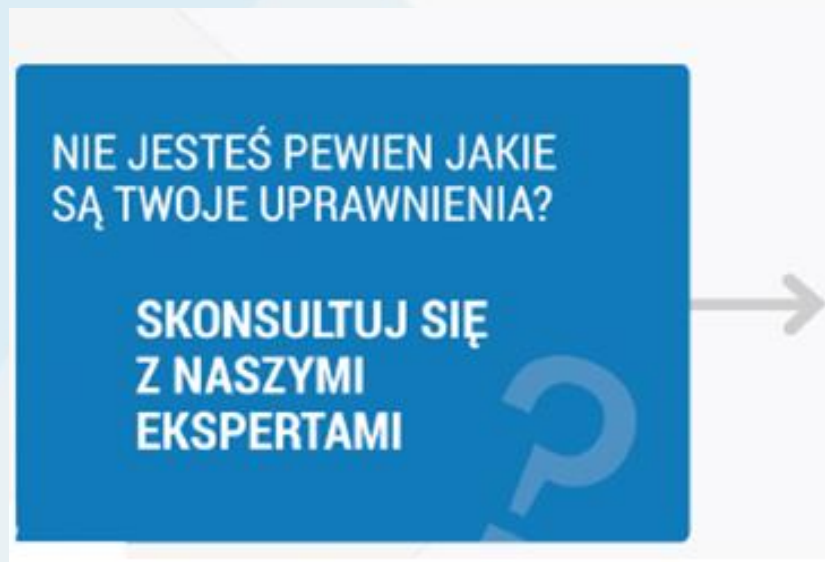 NIE JESTEŚ PEWIEN JAKIE
SĄ TWOJE UPRAWNIENIA?
SKONSULTUJ SIĘ
Z NASZYMI
EKSPERTAMI
?